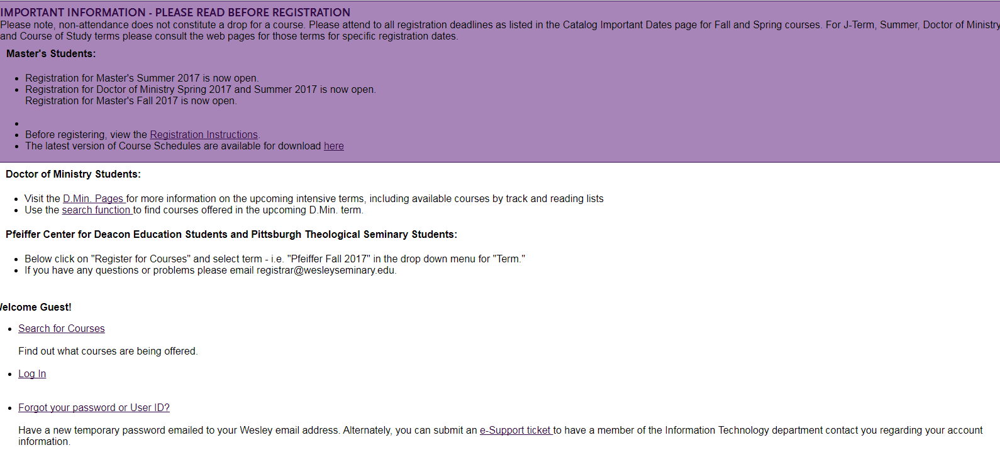 IMPORTANT INFORMATION - PLEASE READ BEFORE REGISTRATION
Please note, non-attendance does not constitute a drop for a course. Please attend to all registration deadlines as listed in the Catalog Important Dates page for Fall and Spring courses. For J-Term, Summer, Doctor of Ministry
and Course of Study terms please consult the web pages for those terms for specific registration dates.
Master's Students:
Registration for Master's Summer 2017 is now open.
Registration for Doctor of Ministry Spring 2017 and Summer 2017 is now open.
Registration for Master's Fall 2017 is now open.
Before registering, view the Registration Instructions.
The latest version of Course Schedules are available for download here
Doctor of Ministry Students:
Visit the D.Min. Pages for more information on the upcoming intensive terms, including available courses by track and reading lists
Use the search function to find courses offered in the upcoming D.Min. term.
Pfeiffer Center for Deacon Education Students and Pittsburgh Theological Seminary Students:
Below click on "Register for Courses" and select term - i.e. "Pfeiffer Fall 2017" in the drop down menu for "Term."
If you have any questions or problems please email registrar@wesleyseminary.edu.
Welcome Guest!
Search for Courses
Find out what courses are being offered.
Log In
Forgot your password or User ID?
Have a new temporary password emailed to your Wesley email address. Alternately, you can submit an e-Support ticket to have a member of the Information Technology department contact you regarding your account
information.